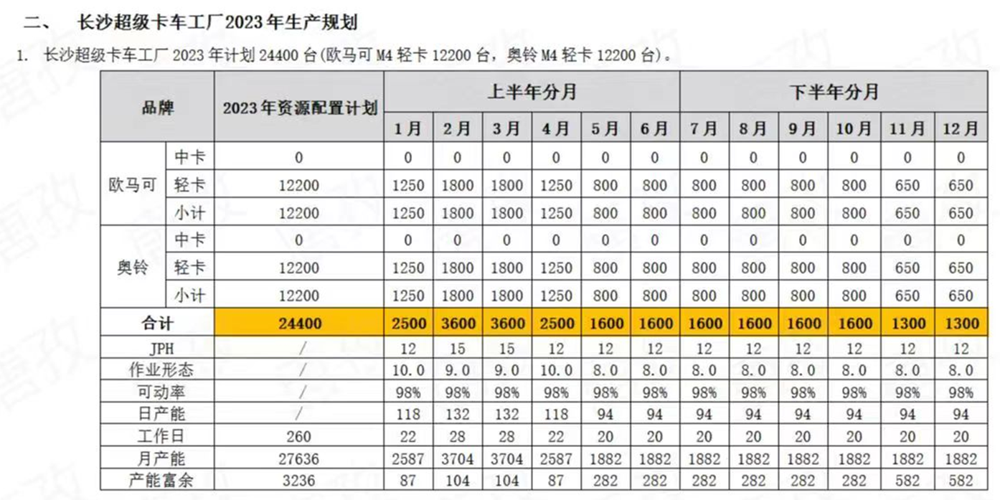 二、 长沙超级卡车工厂2023年生产规划
1. 长沙超级卡车工厂 2023 年计划 24400 台(欧马可 M4 轻卡 12200 台，奥铃 M4 轻卡 12200 台)。
品牌 2023年资源配置计划 上半年分月 下半年分月
1月 2月 3月 4月 5月 6月 7月 8月 9月 10月 11月 12月
欧马可 中卡 0 0 0 0 0 0 0 0 0 0 0 0 0
轻卡 12200 1250 1800 1800 1250 800 800 800 800 800 800 650 650
小计 12200 1250 1800 1800 1250 800 800 800 800 800 800 650 650
奥铃 中卡 0 0 0 0 0 0 0 0 0 0 0 0 0
轻卡 12200 1250 1800 1800 1250 800 800 800 800 800 800 650 650
小计 12200 1250 1800 1800 1250 800 800 800 800 800 800 650 650
合计 24400 2500 3600 3600 2500 1600 1600 1600 1600 1600 1600 1300 1300
JPH / 12 15 15 12 12 12 12 12 12 12 12 12
作业形态 / 10.0 9.0 9.0 10.0 8.0 8.0 8.0 8.0 8.0 8.0 8.0 8.0
可动率 / 98% 98% 98% 98% 98% 98% 98% 98% 98% 98% 98% 98%
日产能 / 118 132 132 118 94 94 94 94 94 94 94 94
工作日 260 22 28 28 22 20 20 20 20 20 20 20 20
月产能 27636 2587 3704 3704 2587 1882 1882 1882 1882 1882 1882 1882 1882
产能富余 3236 87 104 104 87 282 282 282 282 282 282 582 582